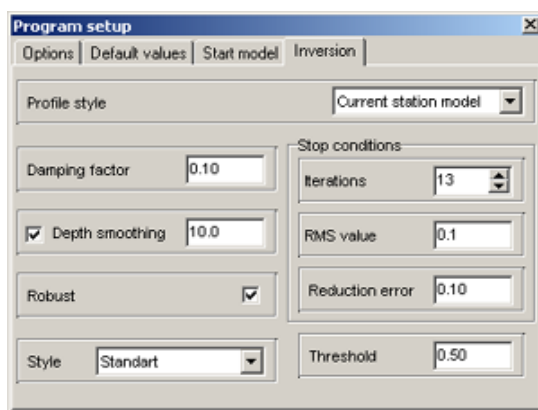 Program setup
Options Default values Start model Inversion
Profile style Current station model
Damping factor 0.10
Depth smoothing 10.0
Robust
Style Standart
Stop conditions
Iterations 13
RMS value 0.1
Reduction error 0.10
Threshold 0.50